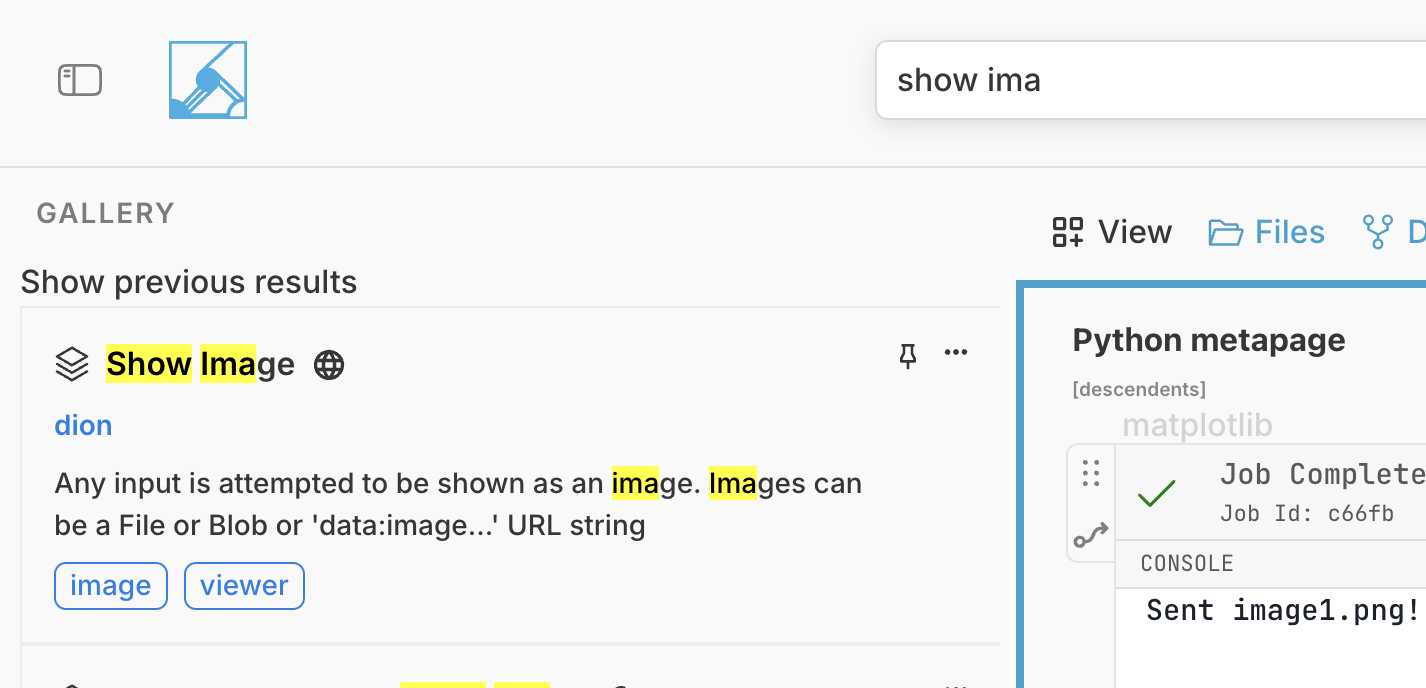 show ima
GALLERY
Show previous results
Show Image
dion
Any input is attempted to be shown as an image. Images can
be a File or Blob or 'data:image...' URL string
image
viewer
View
Files
D
Python metapage
[descendents]
matplotlib
Job Complete
Job Id: c66fb
CONSOLE
Sent image1.png!